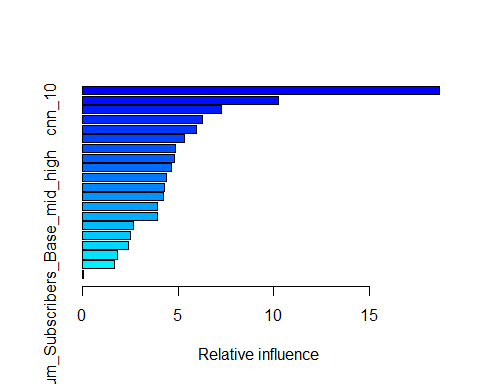 cnn_10
um_Subscribers_Base_mid_high
0 5 10 15
Relative influence